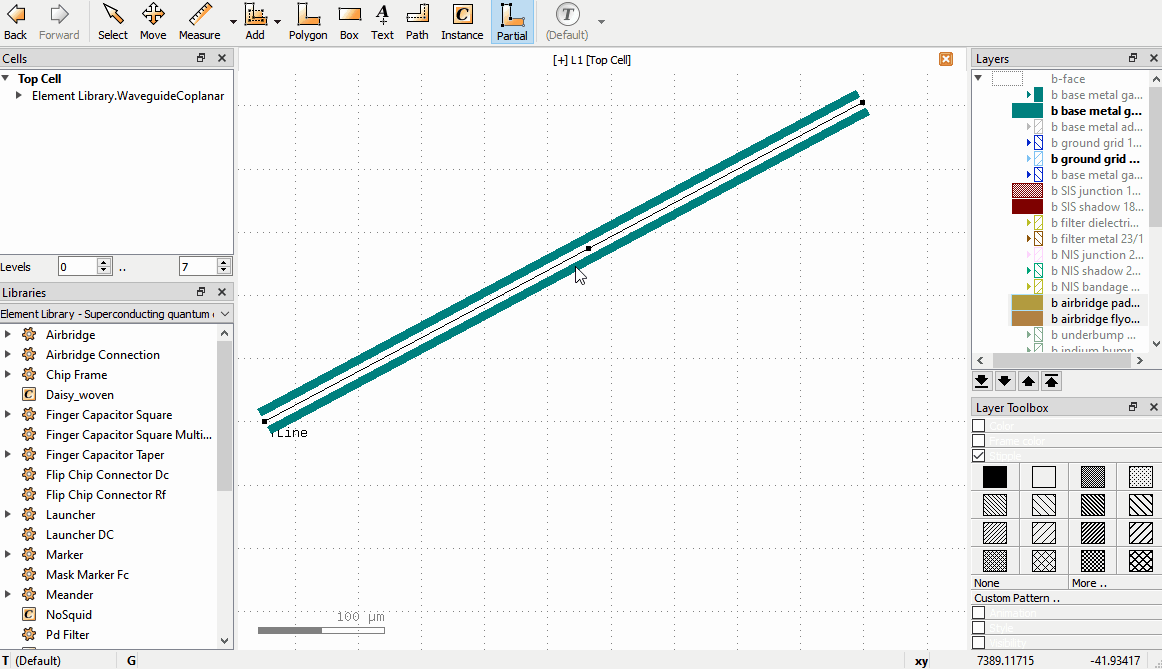 Back Forward Select Move Measure Add Polygon Box Text Path Instance Partial (Default)
Cells
Top Cell
Element Library.WaveguideCoplanar
Levels 0 .. 7
Libraries
Element Library - Superconducting quantum
Airbridge
Airbridge Connection
Chip Frame
Daisy_woven
Finger Capacitor Square
Finger Capacitor Square Multi...
Finger Capacitor Taper
Flip Chip Connector Dc
Flip Chip Connector Rf
Launcher
Launcher DC
Marker
Mask Marker Fc
Meander
NoSquid
Pd Filter
[+] L1 [Top Cell]
TLine
100 µm
Layers
b-face
b base metal ga...
b base metal g...
b base metal ad...
b ground grid 1...
b ground grid ...
b base metal ga...
b SIS junction 1...
b SIS shadow 18...
b filter dielectri...
b filter metal 23/1
b NIS junction 2...
b NIS shadow 2...
b NIS bandage ...
b airbridge pad...
b airbridge flyo...
b underbump ...
b indium bump
Layer Toolbox
Color
Frame color
Stipple
None More ..
Custom Pattern ..
Animation
Style
Visibility
T (Default) G xy 7389.11715 -41.93417